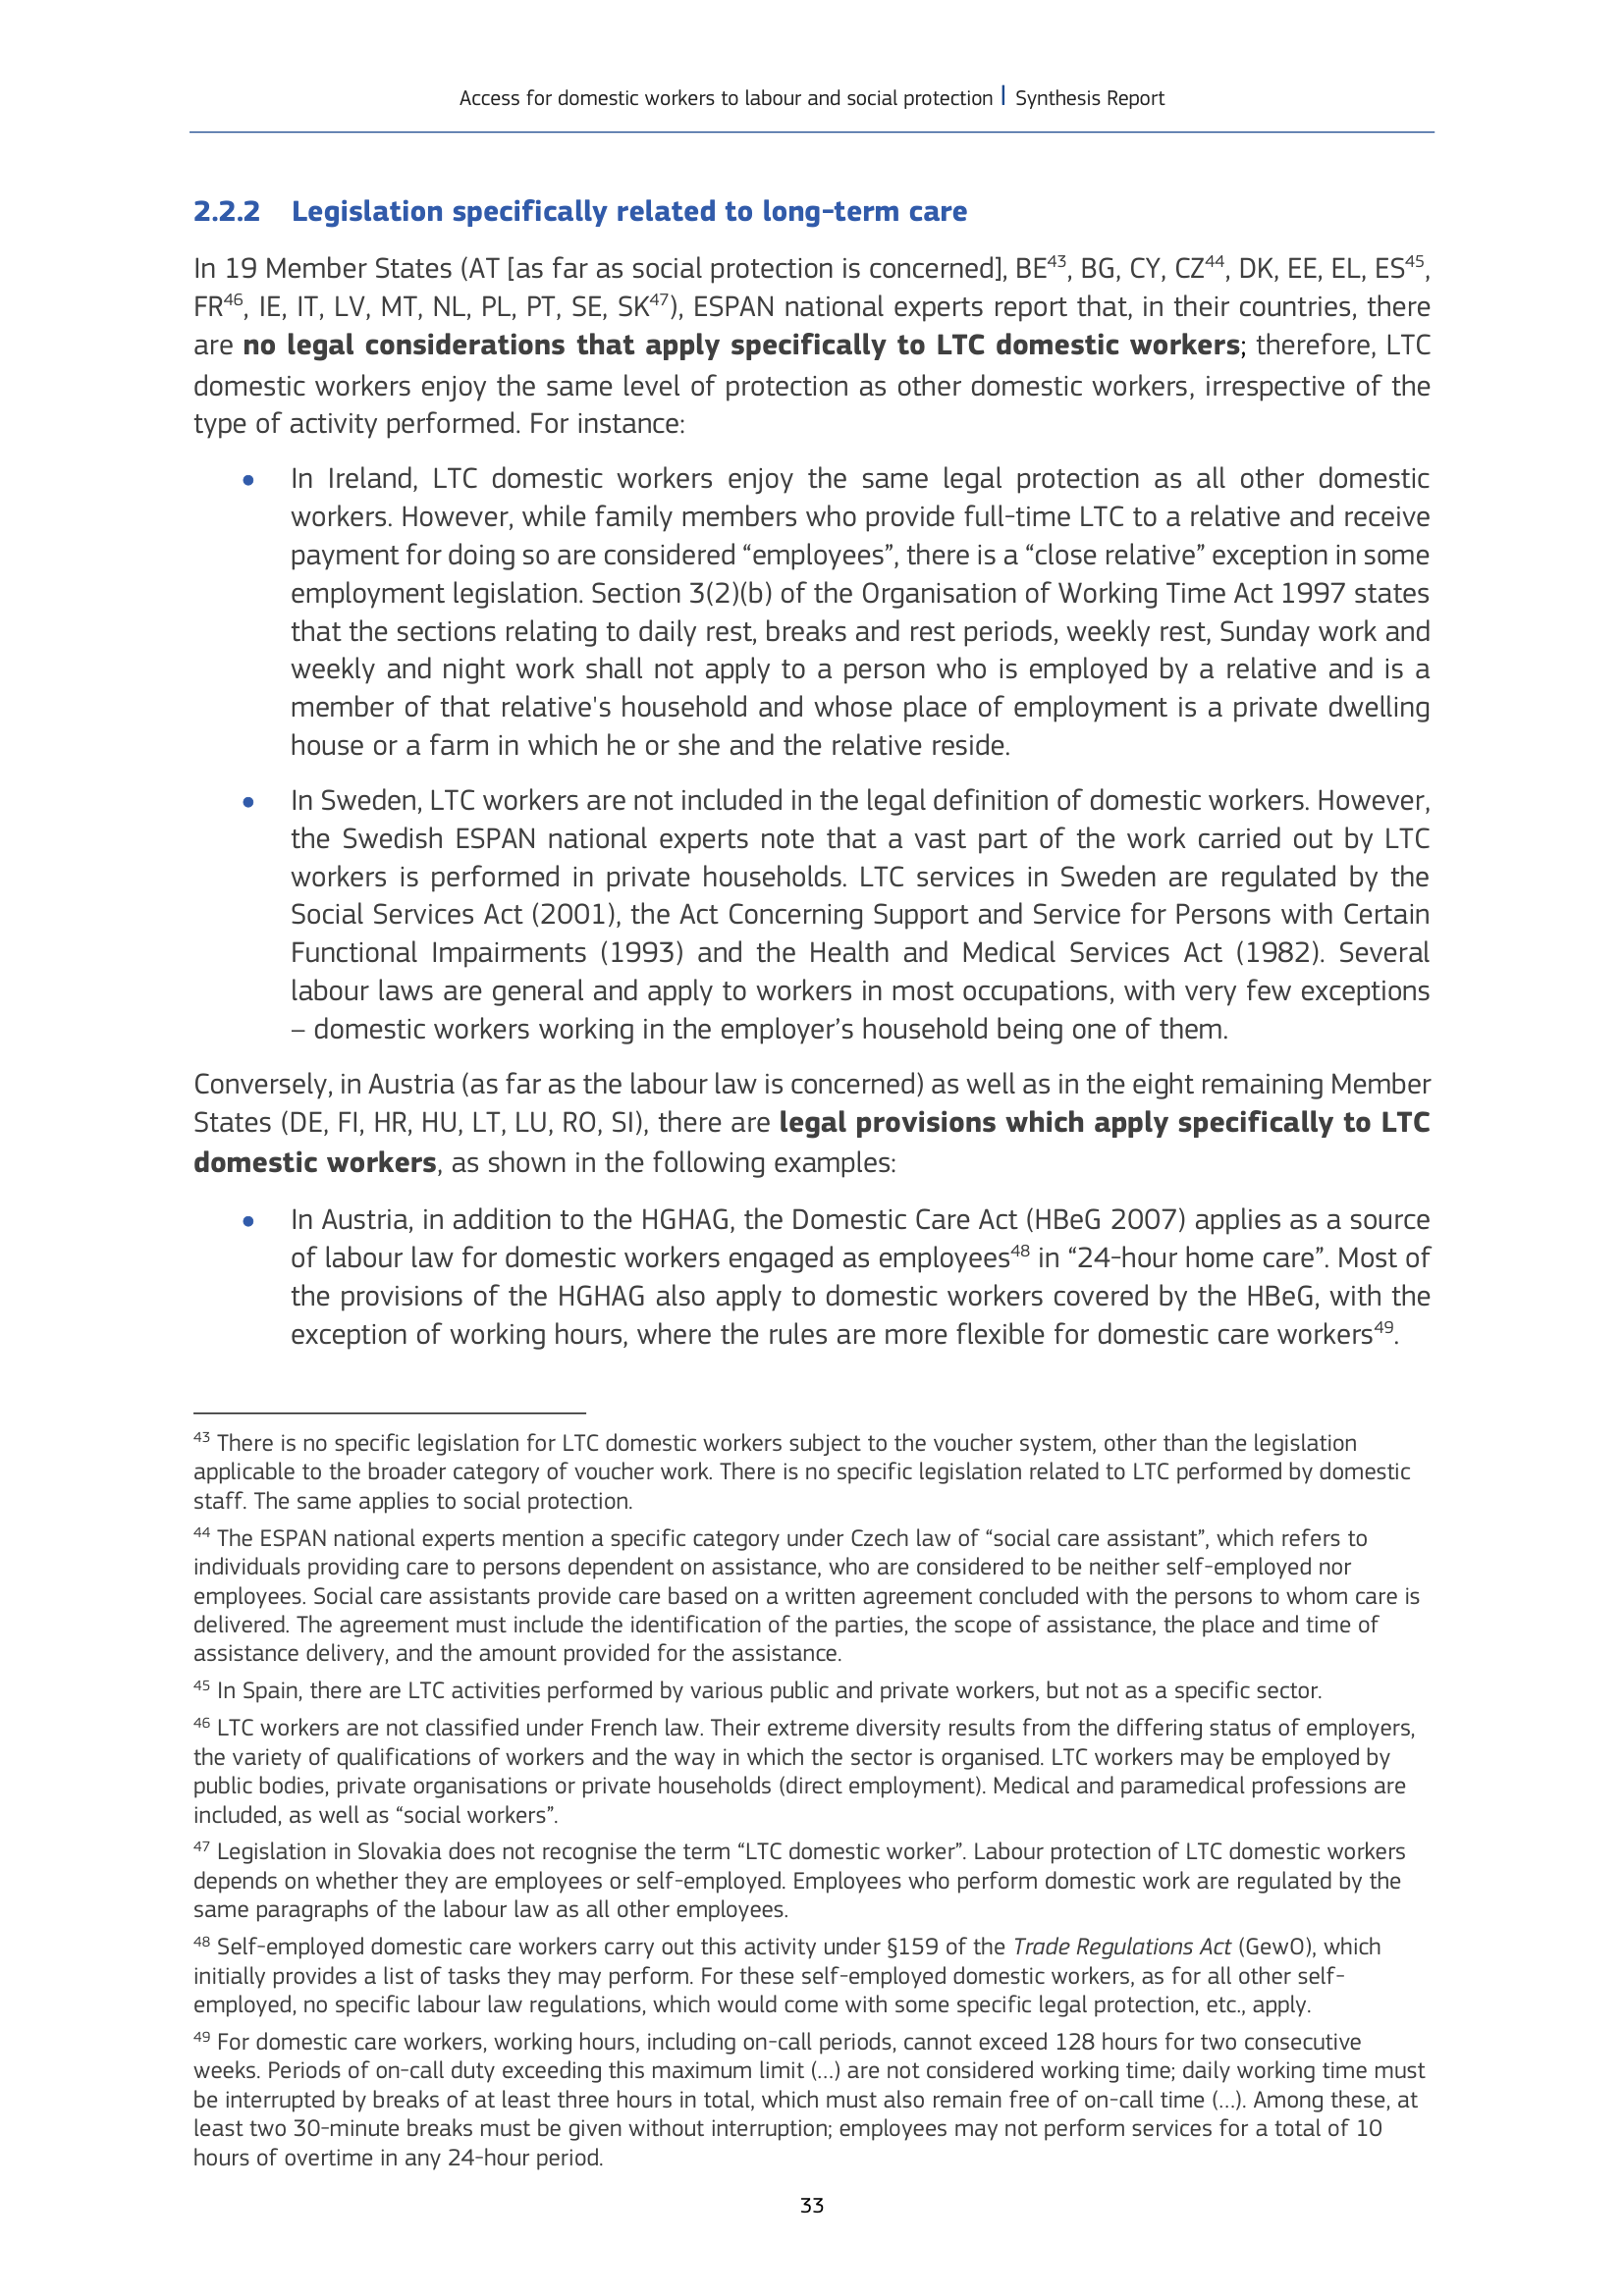 Access for domestic workers to labour and social protection | Synthesis Report
2.2.2 Legislation specifically related to long-term care
In 19 Member States (AT [as far as social protection is concerned], BE43, BG, CY, CZ44, DK, EE, EL, ES45,
FR46, IE, IT, LV, MT, NL, PL, PT, SE, SK47), ESPAN national experts report that, in their countries, there
are no legal considerations that apply specifically to LTC domestic workers; therefore, LTC
domestic workers enjoy the same level of protection as other domestic workers, irrespective of the
type of activity performed. For instance:
• In Ireland, LTC domestic workers enjoy the same legal protection as all other domestic
workers. However, while family members who provide full-time LTC to a relative and receive
payment for doing so are considered “employees”, there is a “close relative” exception in some
employment legislation. Section 3(2)(b) of the Organisation of Working Time Act 1997 states
that the sections relating to daily rest, breaks and rest periods, weekly rest, Sunday work and
weekly and night work shall not apply to a person who is employed by a relative and is a
member of that relative's household and whose place of employment is a private dwelling
house or a farm in which he or she and the relative reside.
• In Sweden, LTC workers are not included in the legal definition of domestic workers. However,
the Swedish ESPAN national experts note that a vast part of the work carried out by LTC
workers is performed in private households. LTC services in Sweden are regulated by the
Social Services Act (2001), the Act Concerning Support and Service for Persons with Certain
Functional Impairments (1993) and the Health and Medical Services Act (1982). Several
labour laws are general and apply to workers in most occupations, with very few exceptions
– domestic workers working in the employer’s household being one of them.
Conversely, in Austria (as far as the labour law is concerned) as well as in the eight remaining Member
States (DE, FI, HR, HU, LT, LU, RO, SI), there are legal provisions which apply specifically to LTC
domestic workers, as shown in the following examples:
• In Austria, in addition to the HGHAG, the Domestic Care Act (HBeG 2007) applies as a source
of labour law for domestic workers engaged as employees48 in “24-hour home care”. Most of
the provisions of the HGHAG also apply to domestic workers covered by the HBeG, with the
exception of working hours, where the rules are more flexible for domestic care workers49.
43 There is no specific legislation for LTC domestic workers subject to the voucher system, other than the legislation
applicable to the broader category of voucher work. There is no specific legislation related to LTC performed by domestic
staff. The same applies to social protection.
44 The ESPAN national experts mention a specific category under Czech law of “social care assistant”, which refers to
individuals providing care to persons dependent on assistance, who are considered to be neither self-employed nor
employees. Social care assistants provide care based on a written agreement concluded with the persons to whom care is
delivered. The agreement must include the identification of the parties, the scope of assistance, the place and time of
assistance delivery, and the amount provided for the assistance.
45 In Spain, there are LTC activities performed by various public and private workers, but not as a specific sector.
46 LTC workers are not classified under French law. Their extreme diversity results from the differing status of employers,
the variety of qualifications of workers and the way in which the sector is organised. LTC workers may be employed by
public bodies, private organisations or private households (direct employment). Medical and paramedical professions are
included, as well as “social workers”.
47 Legislation in Slovakia does not recognise the term “LTC domestic worker”. Labour protection of LTC domestic workers
depends on whether they are employees or self-employed. Employees who perform domestic work are regulated by the
same paragraphs of the labour law as all other employees.
48 Self-employed domestic care workers carry out this activity under §159 of the Trade Regulations Act (GewO), which
initially provides a list of tasks they may perform. For these self-employed domestic workers, as for all other self-
employed, no specific labour law regulations, which would come with some specific legal protection, etc., apply.
49 For domestic care workers, working hours, including on-call periods, cannot exceed 128 hours for two consecutive
weeks. Periods of on-call duty exceeding this maximum limit (…) are not considered working time; daily working time must
be interrupted by breaks of at least three hours in total, which must also remain free of on-call time (…). Among these, at
least two 30-minute breaks must be given without interruption; employees may not perform services for a total of 10
hours of overtime in any 24-hour period.
33